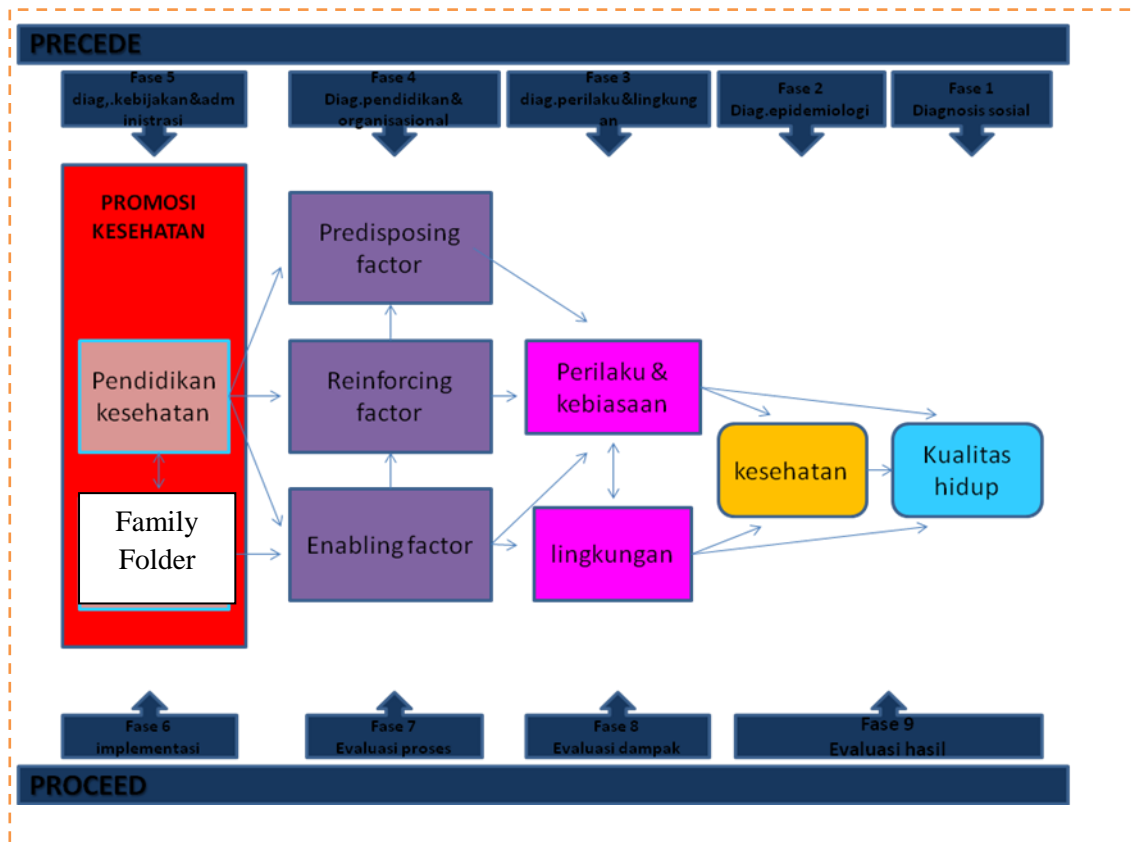 PRECEDE
Fase 5
diag,.kebijakan&adm
inistrasi
Fase 4
Diag.pendidikan&
organisasional
Fase 3
diag.perilaku&lingkung
an
Fase 2
Diag.epidemiologi
Fase 1
Diagnosis sosial
PROMOSI
KESEHATAN
Pendidikan
kesehatan
Family
Folder
Predisposing
factor
Reinforcing
factor
Enabling factor
Perilaku &
kebiasaan
lingkungan
kesehatan
Kualitas
hidup
Fase 6
implementasi
Fase 7
Evaluasi proses
Fase 8
Evaluasi dampak
Fase 9
Evaluasi hasil
PROCEED